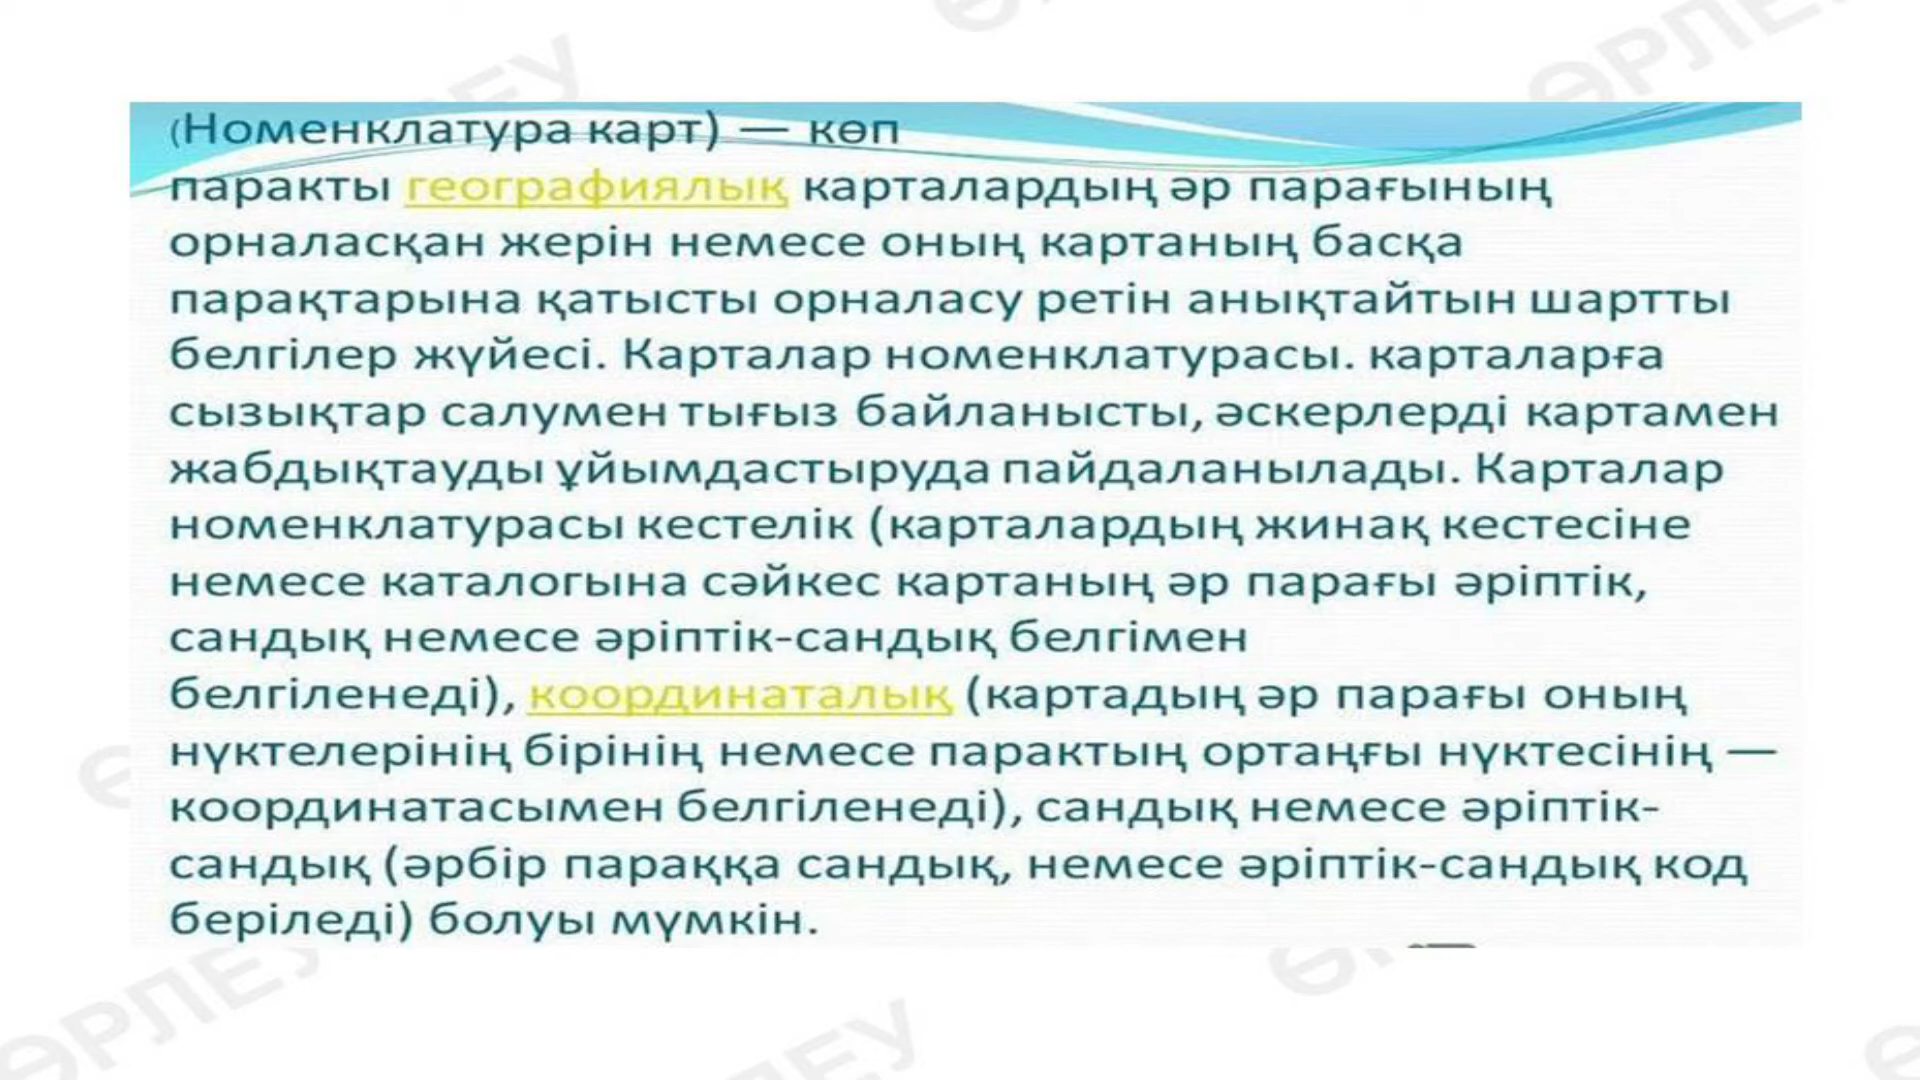 (Номенклатура карт) — көп
паракты географиялық карталардың әр парағының
орналасқан жерін немесе оның картаның басқа
парақтарына қатысты орналасу ретін анықтайтын шартты
белгілер жүйесі. Карталар номенклатурасы. карталарға
сызықтар салумен тығыз байланысты, әскерлерді картамен
жабдықтауды ұйымдастыруда пайдаланылады. Карталар
номенклатурасы кестелік (карталардың жинақ кестесіне
немесе каталогына сәйкес картаның әр парағы әріптік,
сандық немесе әріптік-сандық белгімен
белгіленеді), координаталық (картадың әр парағы оның
нүктелерінің бірінің немесе парактың ортаңғы нүктесінің —
координатасымен белгіленеді), сандық немесе әріптік-
сандық (әрбір параққа сандық, немесе әріптік-сандық код
беріледі) болуы мүмкін.
ӨРЛЕУ